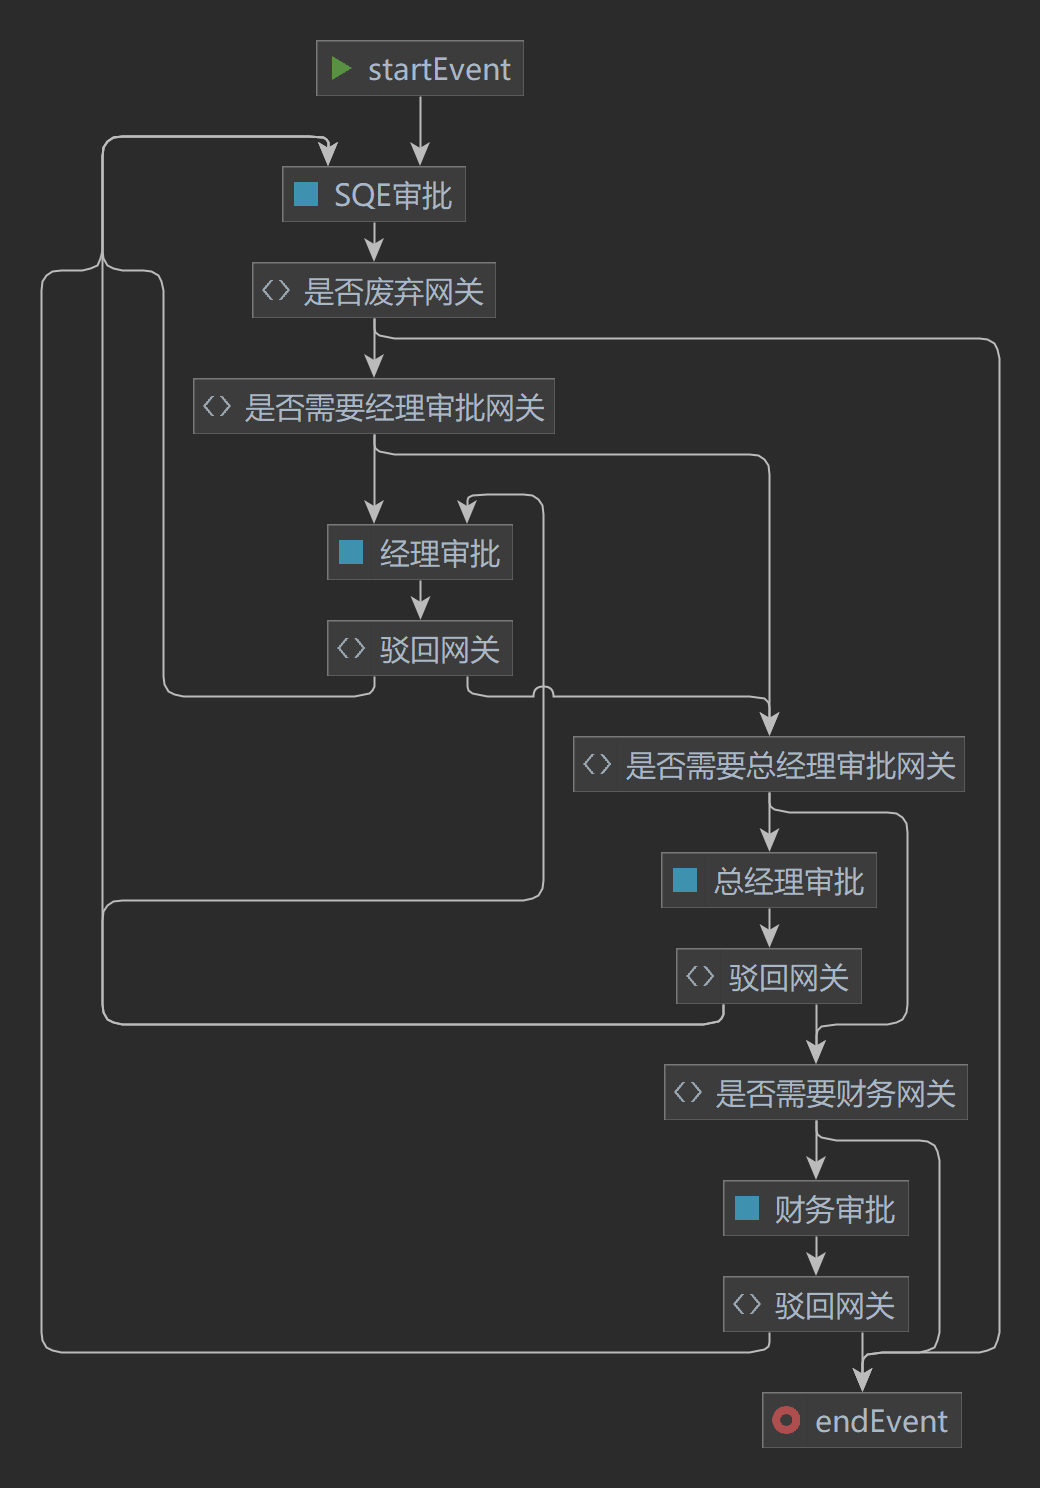 startEvent
SQE审批
是否废弃网关
是否需要经理审批网关
经理审批
驳回网关
是否需要总经理审批网关
总经理审批
驳回网关
是否需要财务网关
财务审批
驳回网关
endEvent